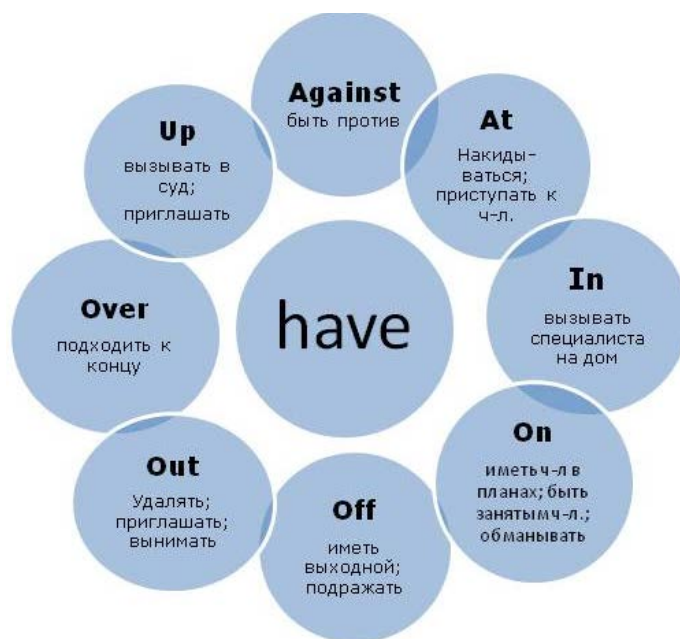 Against
быть против
At
Накиды-
ваться;
приступать к
ч-л.
In
вызывать
специалиста
на дом
On
иметь ч-л в
планах; быть
занятым ч-л.;
обманывать
Off
иметь
выходной;
подражать
Out
Удалять;
приглашать;
вынимать
Over
подходить к
концу
Up
вызывать в
суд;
приглашать
have